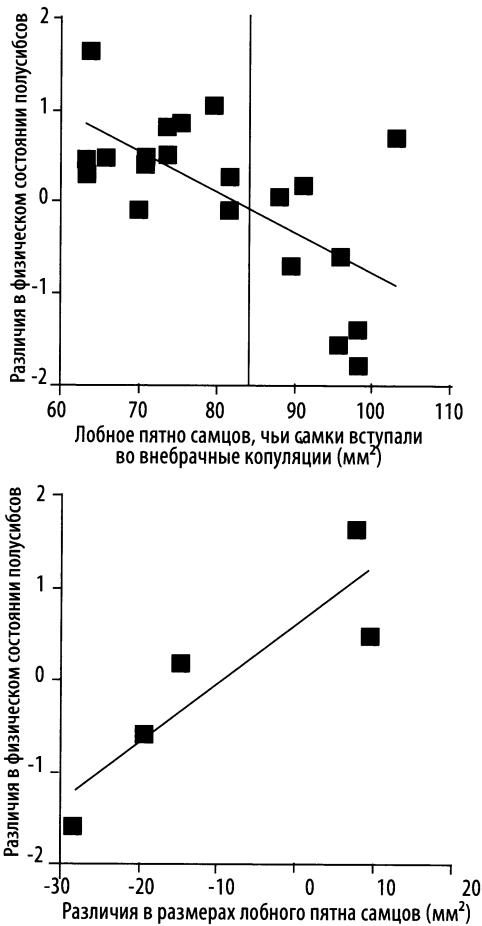 Различия в физическом состоянии полусибсов
2
1
0
-1
-2
60 70 80 90 100 110
Лобное пятно самцов, чьи самки вступали
во внебрачные копуляции (мм²)
Различия в физическом состоянии полусибсов
2
1
0
-1
-2
-30 -20 -10 0 10 20
Различия в размерах лобного пятна самцов (мм²)